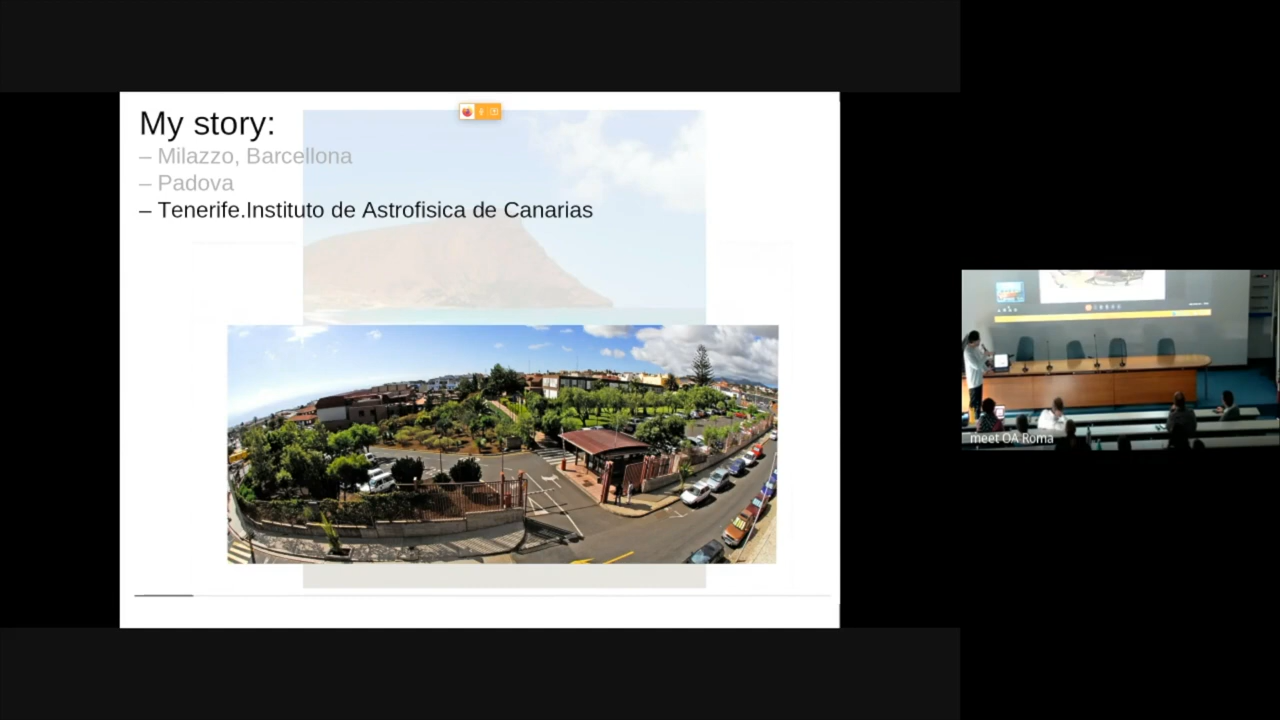 My story:
– Milazzo, Barcellona
– Padova
– Tenerife.Instituto de Astrofisica de Canarias
meet OA Roma